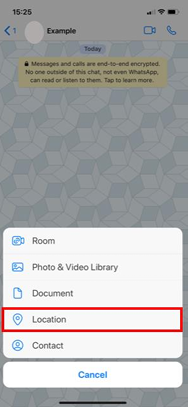 15:25
1 Example
Today
Messages and calls are end-to-end encrypted.
No one outside of this chat, not even WhatsApp,
can read or listen to them. Tap to learn more.
Room
Photo & Video Library
Document
Location
Contact
Cancel